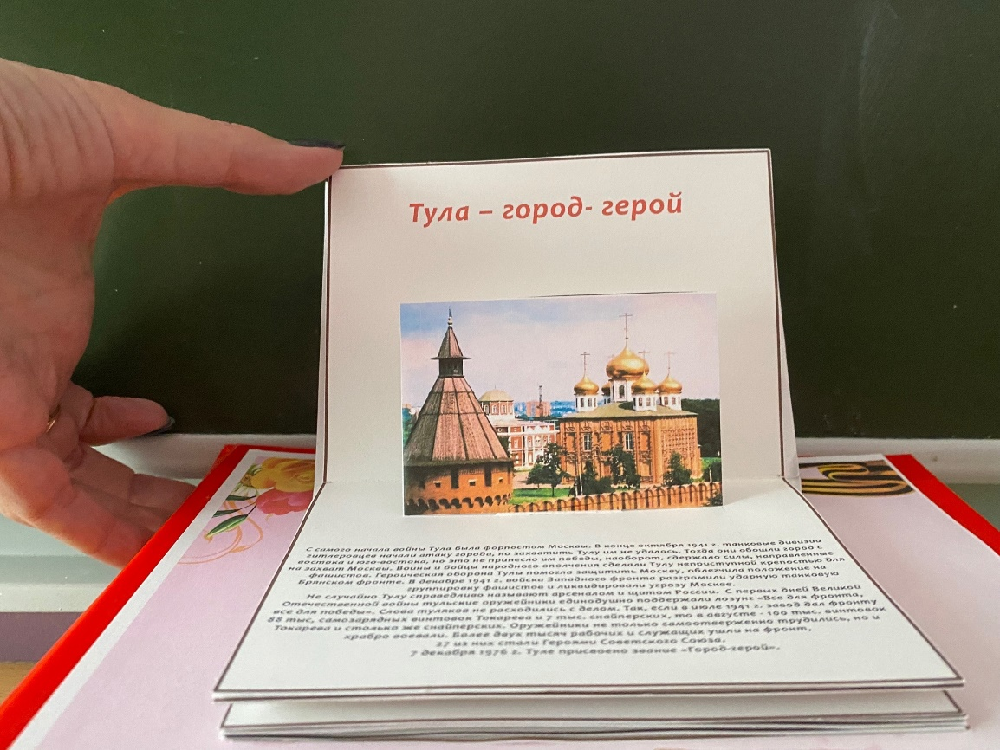 Тула – город- герой
С самого начала войны Тула была форпостом Москвы. В конце октября 1941 г. танковые дивизии
гитлеровцев начали атаку города, но захватить Тулу им не удалось. Тогда они обошли город с
востока и юго-востока, но это не принесло им победы, наоборот, сдержало силы, направленные
на захват Москвы. Воины и бойцы народного ополчения сделали Тулу неприступной крепостью для
фашистов. Героическая оборона Тулы помогла защитить Москву, облегчила положение на
Брянском фронте. В декабре 1941 г. войска Западного фронта разгромили ударную танковую
группировку фашистов и ликвидировали угрозу Москве.
Не случайно Тулу справедливо называют арсеналом и щитом России. С первых дней Великой
Отечественной войны тульские оружейники единодушно поддержали лозунг «Все для фронта,
все для победы». Слова туляков не расходились с делом. Так, если в июле 1941 г. завод дал фронту
88 тыс, самозарядных винтовок Токарева и 7 тыс. снайперских, то в августе - 100 тыс. винтовок
Токарева и столько же снайперских. Оружейники не только самоотверженно трудились, но и
храбро воевали. Более двух тысяч рабочих и служащих ушли на фронт,
27 из них стали Героями Советского Союза.
7 декабря 1976 г. Туле присвоено звание «Город-герой».